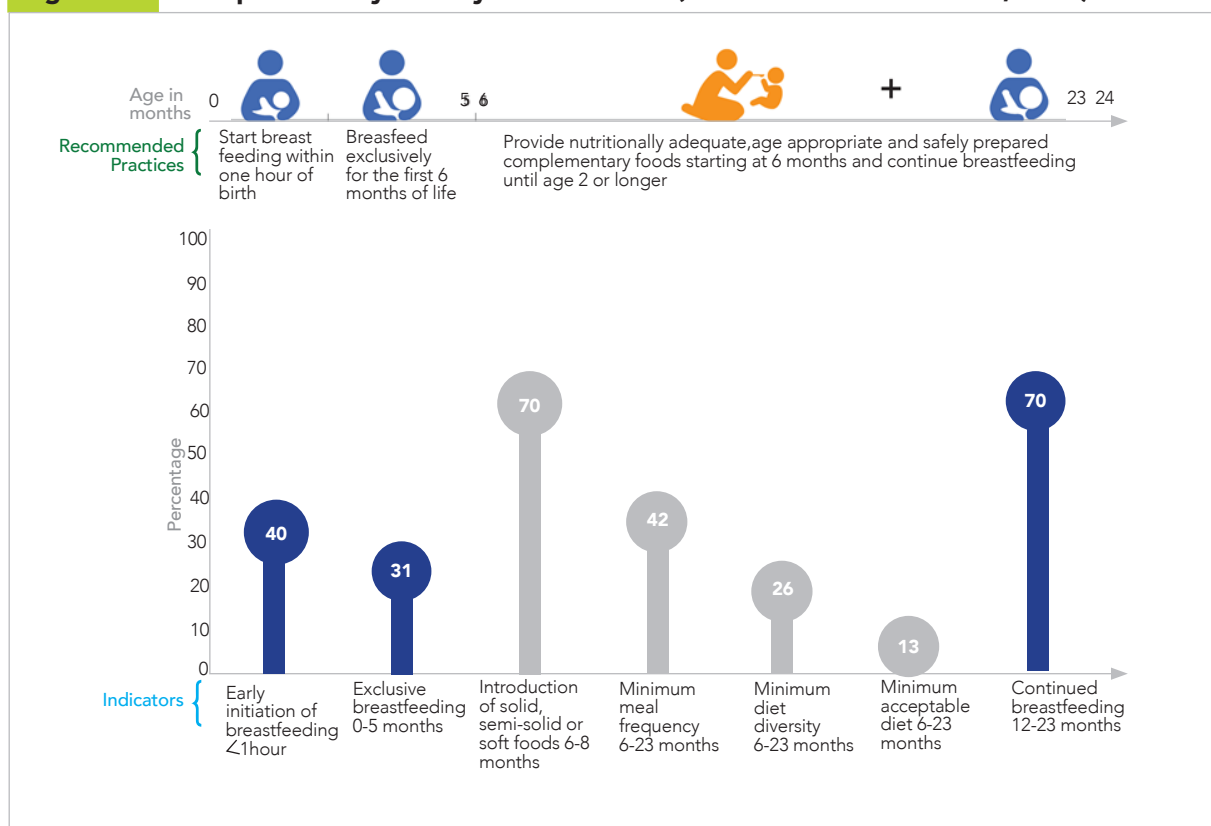 Age in
months
0
5 6
+
23 24
Recommended
Practices
Start breast
feeding within
one hour of
birth
Breasfeed
exclusively
for the first 6
months of life
Provide nutritionally adequate,age appropriate and safely prepared
complementary foods starting at 6 months and continue breastfeeding
until age 2 or longer
Percentage
100
90
80
70
60
50
40
30
20
10
0
40
31
70
42
26
13
70
Indicators
Early
initiation of
breastfeeding
∠1hour
Exclusive
breastfeeding
0-5 months
Introduction
of solid,
semi-solid or
soft foods 6-8
months
Minimum
meal
frequency
6-23 months
Minimum
diet
diversity
6-23 months
Minimum
acceptable
diet 6-23
months
Continued
breastfeeding
12-23 months